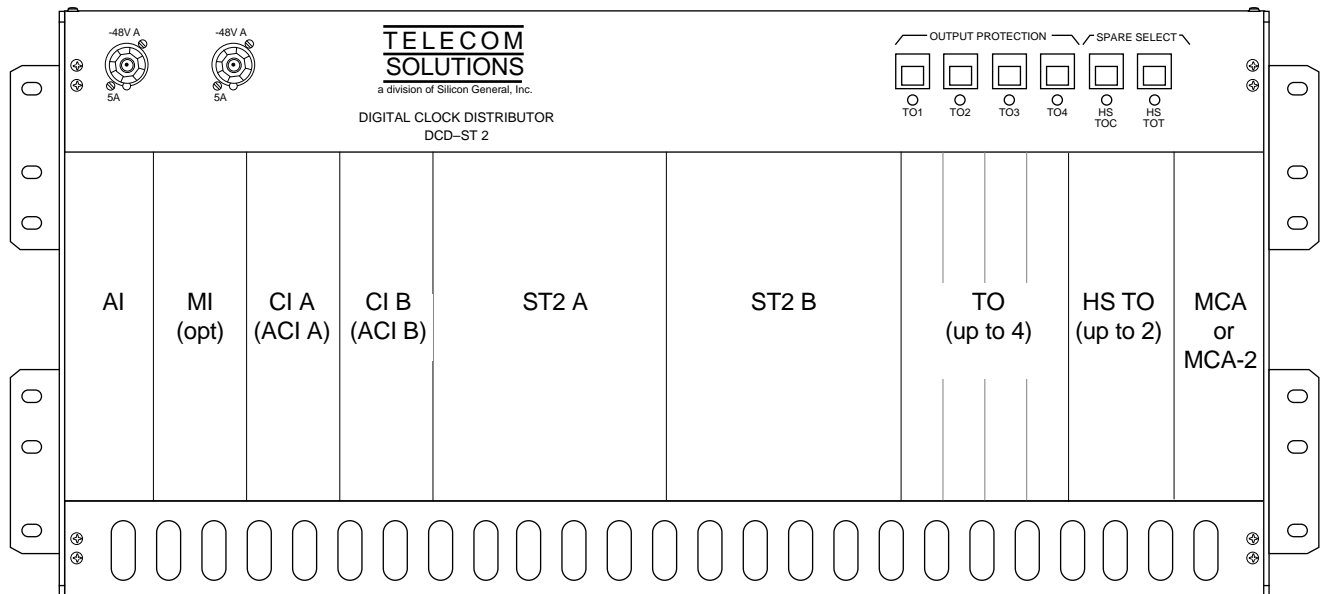 -48V A
5A
-48V A
5A
TELECOM
SOLUTIONS
a division of Silicon General, Inc.
DIGITAL CLOCK DISTRIBUTOR
DCD–ST 2
OUTPUT PROTECTION
SPARE SELECT
TO1
TO2
TO3
TO4
HS
TOC
HS
TOT
AI
MI
(opt)
CI A
(ACI A)
CI B
(ACI B)
ST2 A
ST2 B
TO
(up to 4)
HS TO
(up to 2)
MCA
or
MCA-2